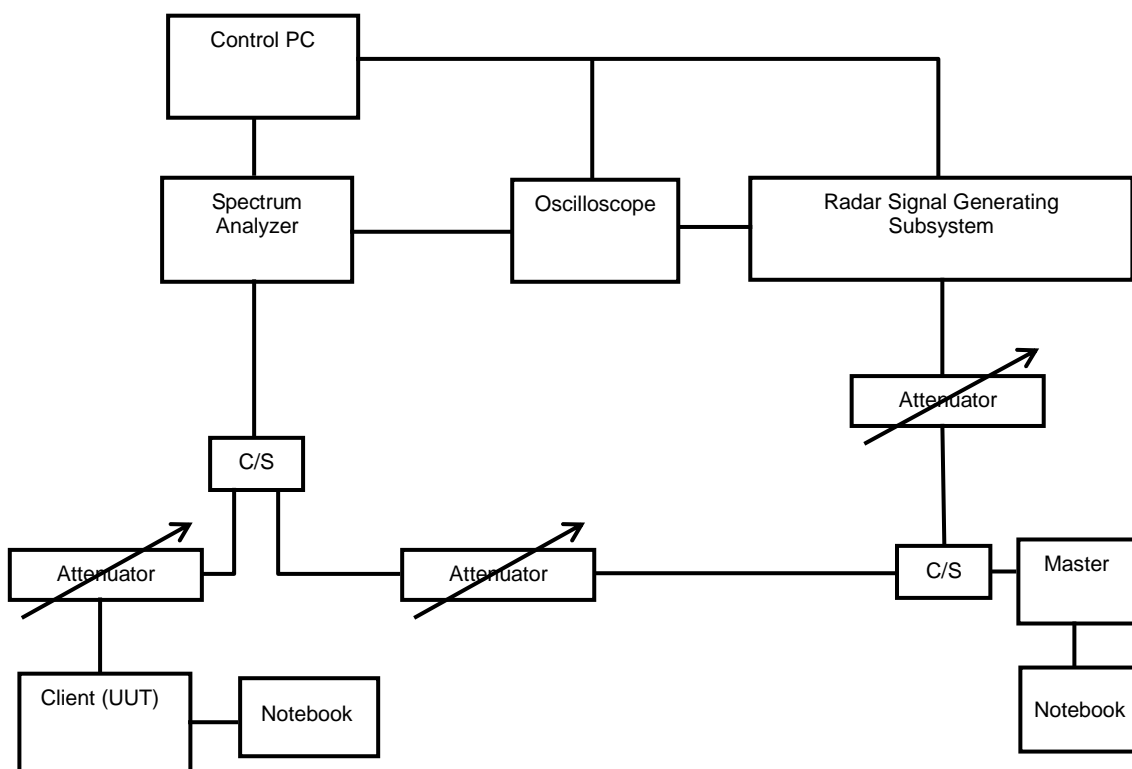 Control PC
Spectrum
Analyzer
Oscilloscope
Radar Signal Generating
Subsystem
Attenuator
C/S
Attenuator
Attenuator
C/S
Master
Client (UUT)
Notebook
Notebook